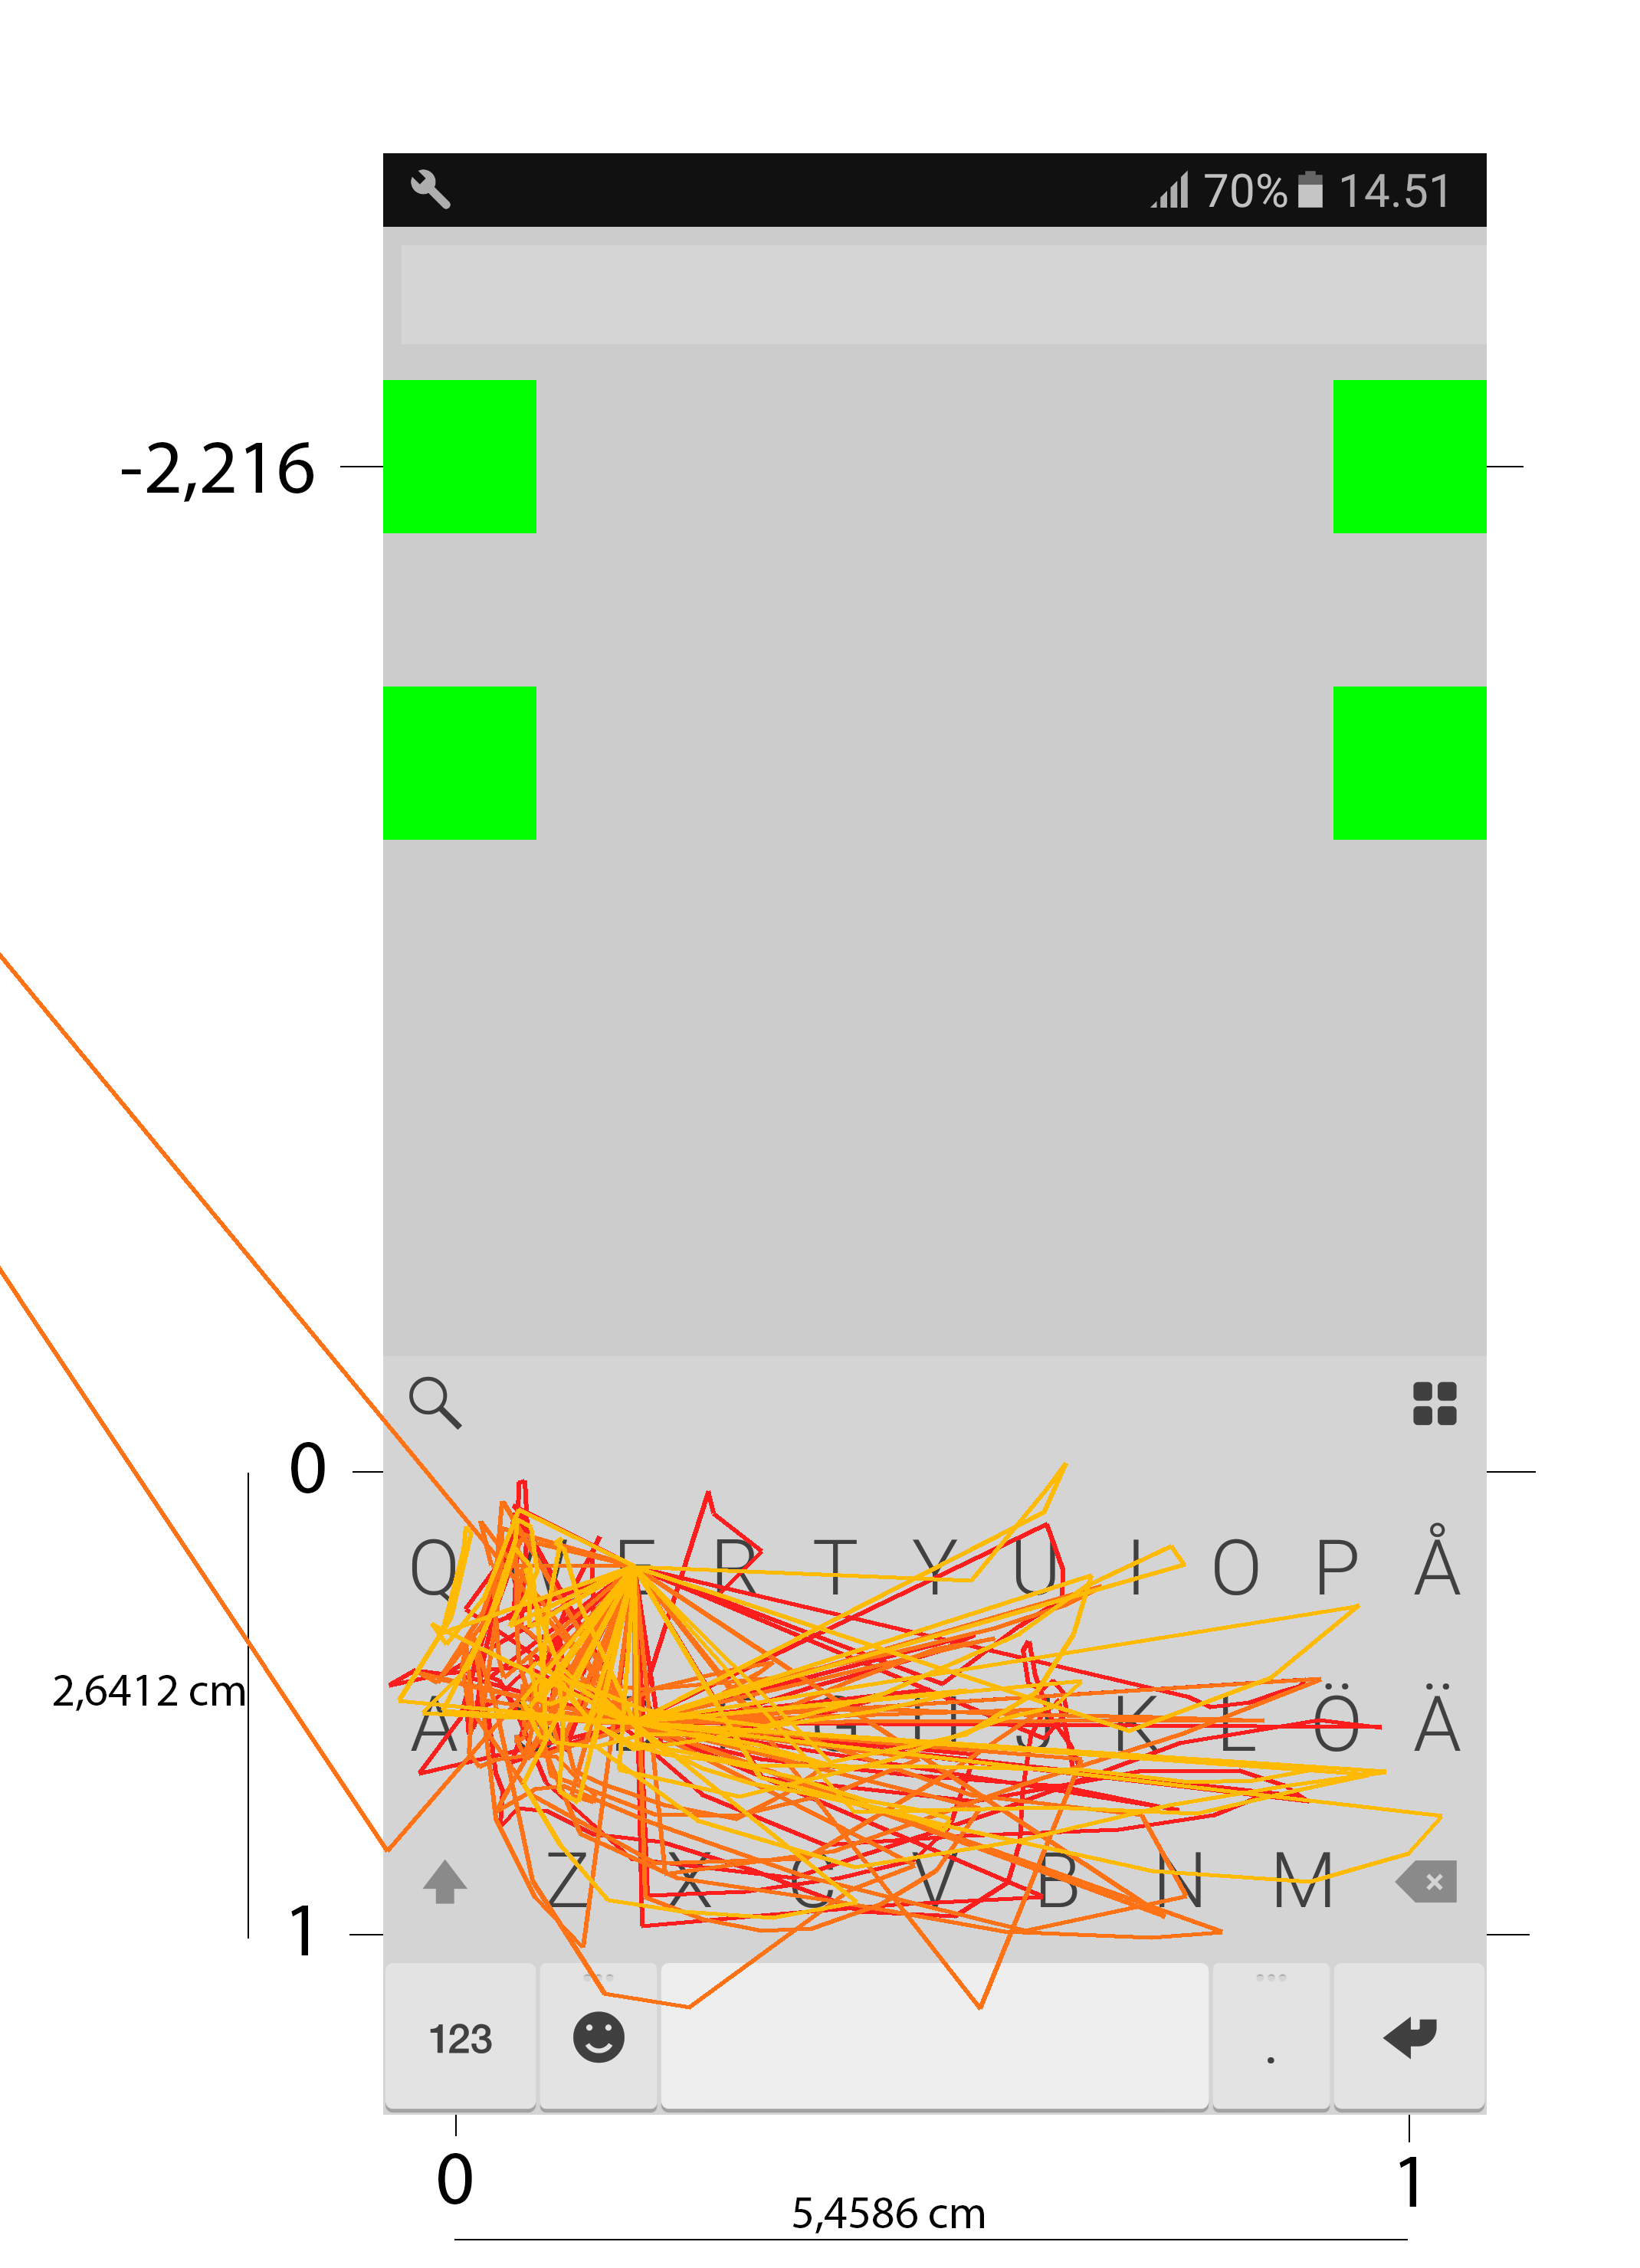 70% 14.51
-2,216
0
Q W E R T Y U I O P Å
2,6412 cm
A G H J K L Ö Ä
Z X C V B N M
1
123 .
0 1
5,4586 cm